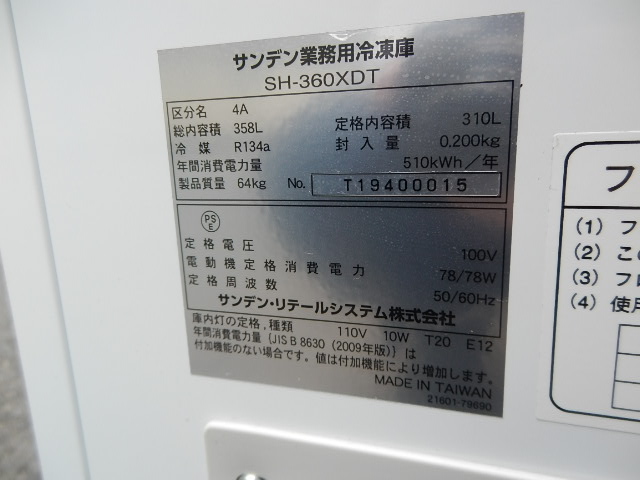 サンデン業務用冷凍庫
SH-360XDT
区分名 4A
総内容積 358L 定格内容積 310L
冷媒 R134a 封入量 0.200kg
年間消費電力量 510kWh/年
製品質量 64kg No. T19400015
PS
E
定格電圧 100V
電動機定格消費電力 78/78W
定格周波数 50/60Hz
サンデン・リテールシステム株式会社
庫内灯の定格,種類 110V 10W T20 E12
年間消費電力量(JIS B 8630(2009年版))は
付加機能のない場合です。値は付加機能により増加します。
MADE IN TAIWAN
21601-79690
フ
(1) フ
(2) この
(3) フロ
(4) 使用